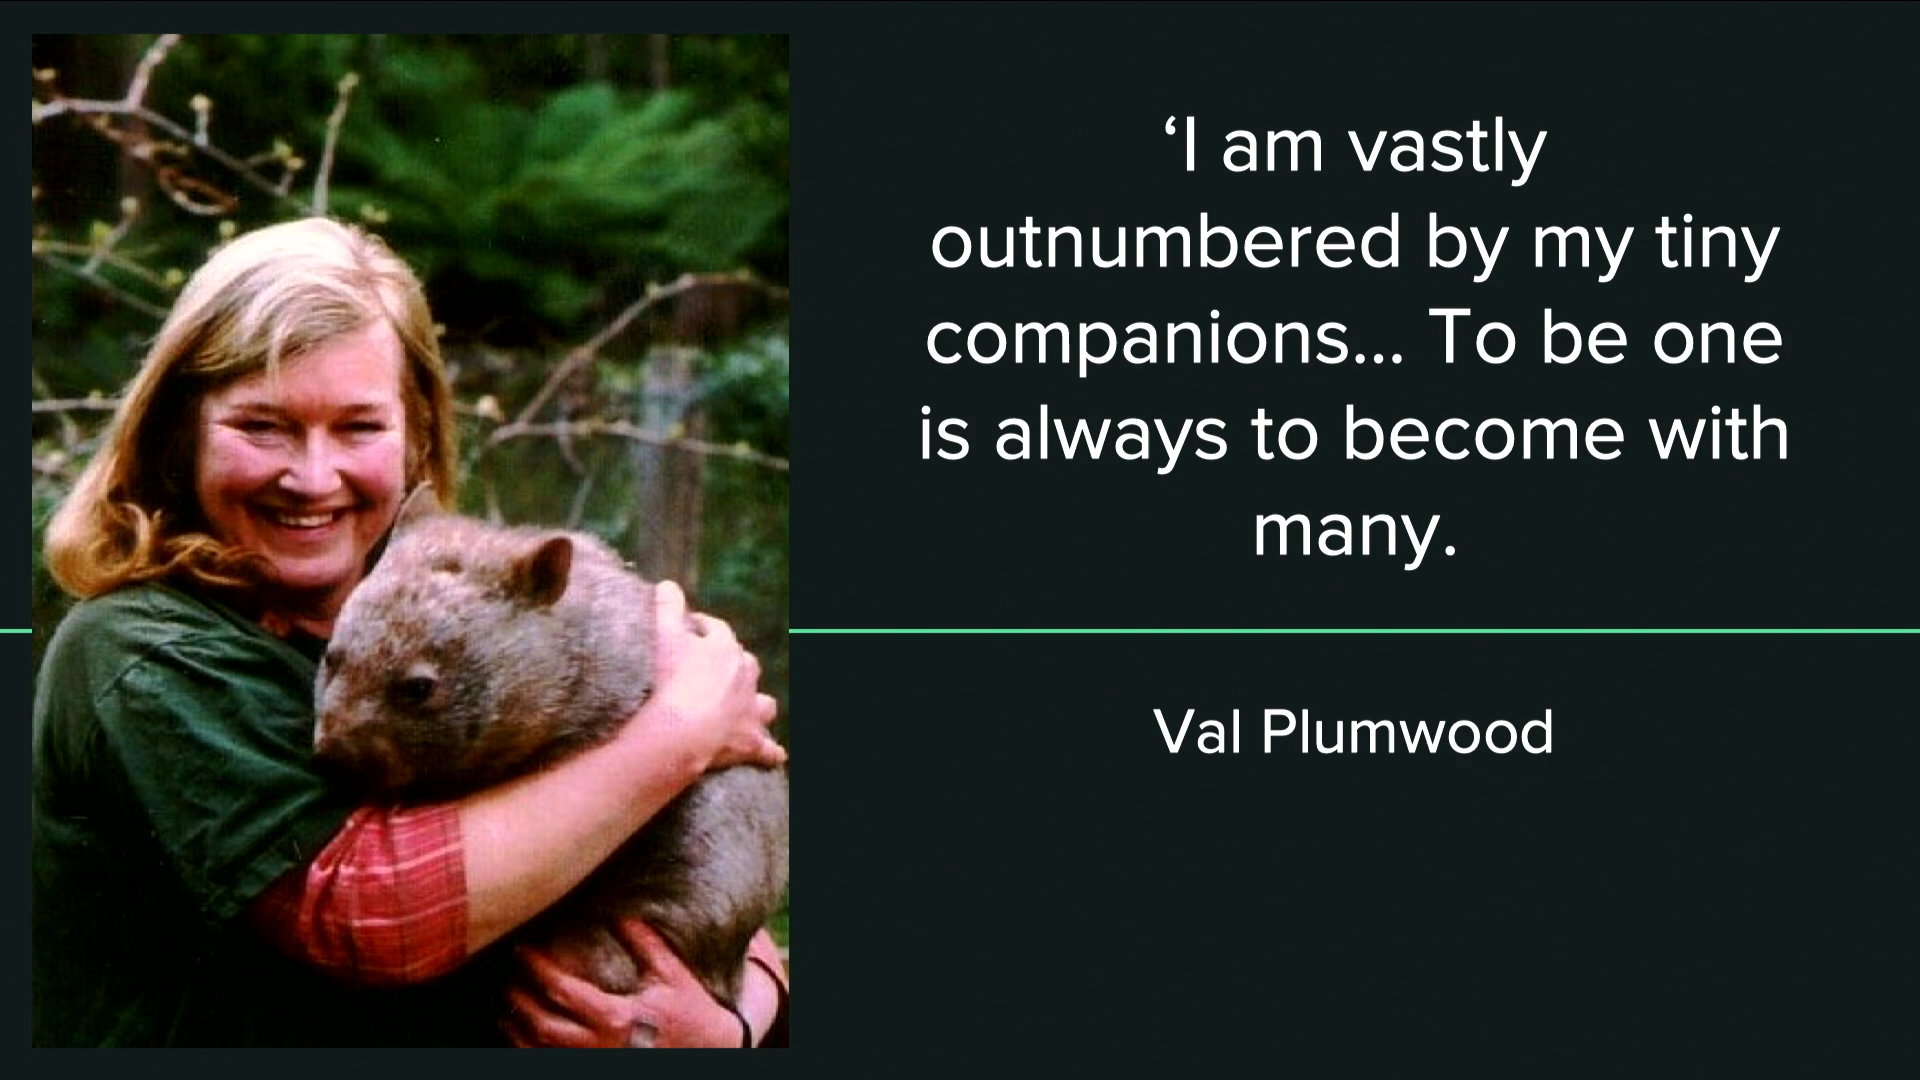 ‘I am vastly
outnumbered by my tiny
companions... To be one
is always to become with
many.
Val Plumwood